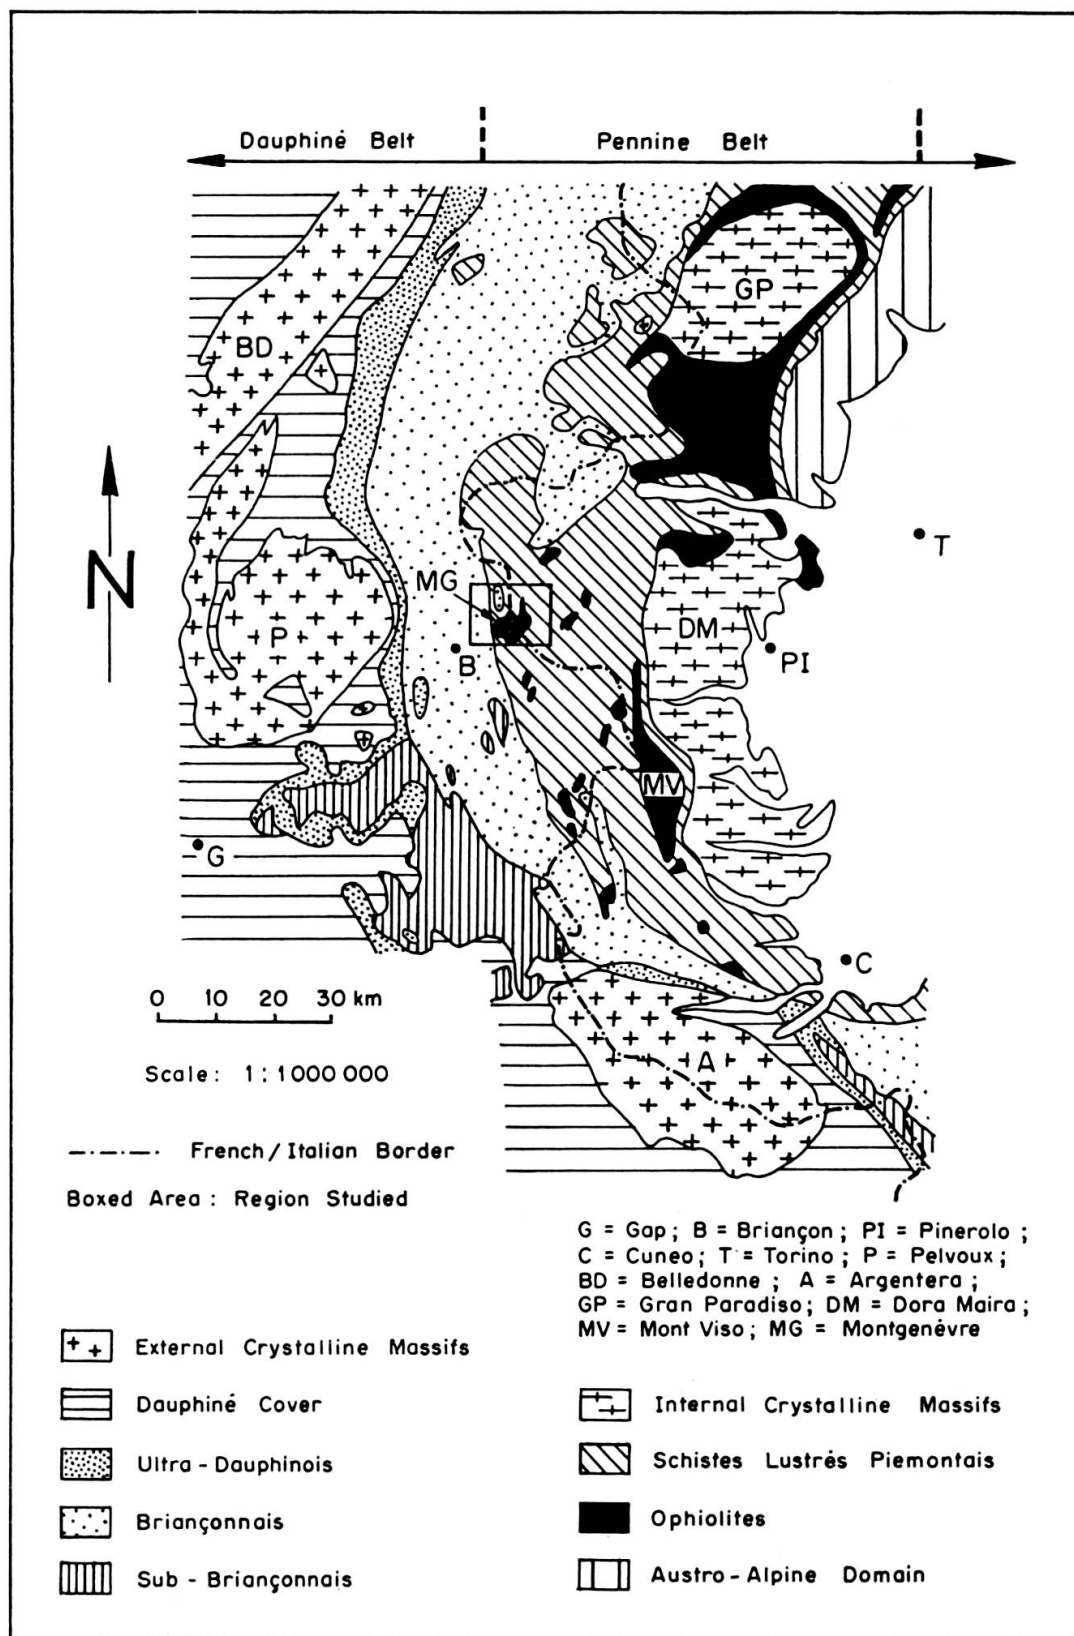 Dauphiné Belt
Pennine Belt
GP
BD
N
T
MG
P
DM
B
PI
MV
G
C
0 10 20 30 km
A
Scale: 1:1000 000
French/Italian Border
Boxed Area: Region Studied
G = Gap; B = Briançon; PI = Pinerolo;
C = Cuneo; T = Torino; P = Pelvoux;
BD = Belledonne; A = Argentera;
GP = Gran Paradiso; DM = Dora Maira;
MV = Mont Viso; MG = Montgenévre
External Crystalline Massifs
Dauphiné Cover
Ultra-Dauphinois
Briançonnais
Sub-Briançonnais
Internal Crystalline Massifs
Schistes Lustrés Piemontais
Ophiolites
Austro-Alpine Domain